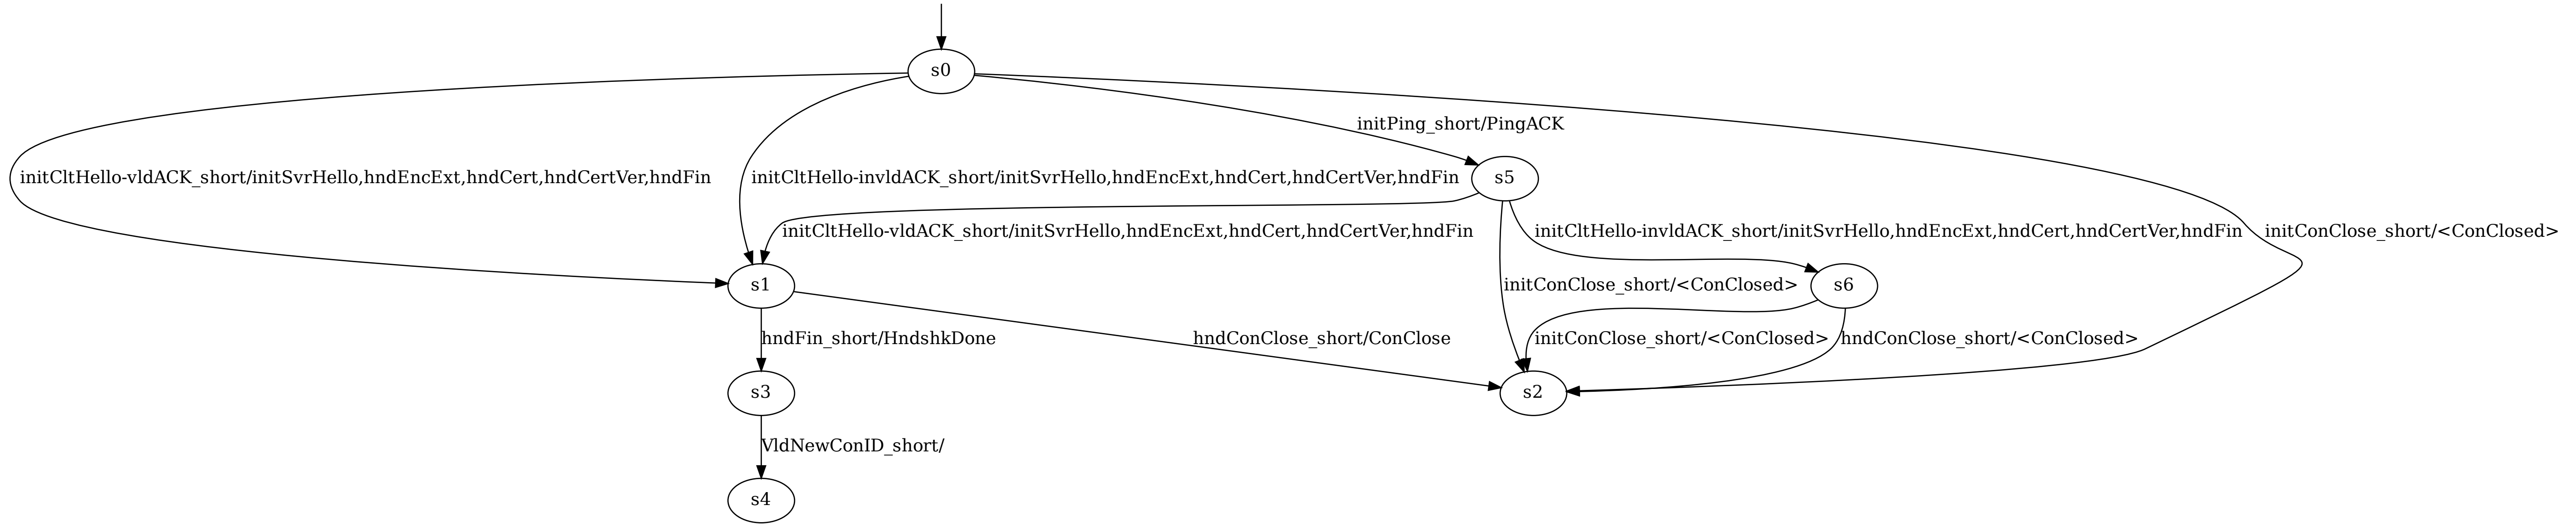 s0
initPing_short/PingACK
initCltHello-vldACK_short/initSvrHello,hndEncExt,hndCert,hndCertVer,hndFin
initCltHello-invldACK_short/initSvrHello,hndEncExt,hndCert,hndCertVer,hndFin
s5
initCltHello-vldACK_short/initSvrHello,hndEncExt,hndCert,hndCertVer,hndFin
initCltHello-invldACK_short/initSvrHello,hndEncExt,hndCert,hndCertVer,hndFin
initConClose_short/<ConClosed>
s1
initConClose_short/<ConClosed>
s6
hndFin_short/HndshkDone
hndConClose_short/ConClose
initConClose_short/<ConClosed>
hndConClose_short/<ConClosed>
s3
s2
VldNewConID_short/
s4